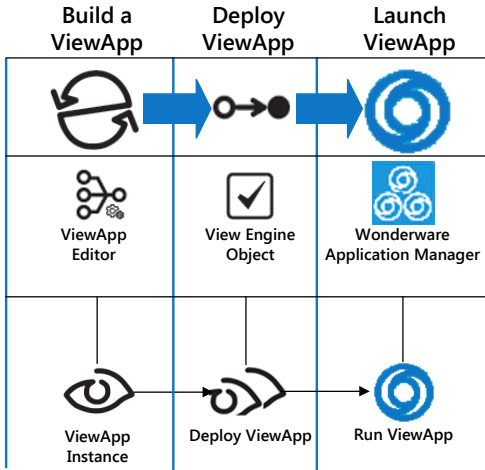 Build a
ViewApp
Deploy
ViewApp
Launch
ViewApp
ViewApp
Editor
View Engine
Object
Wonderware
Application Manager
ViewApp
Instance
Deploy ViewApp
Run ViewApp